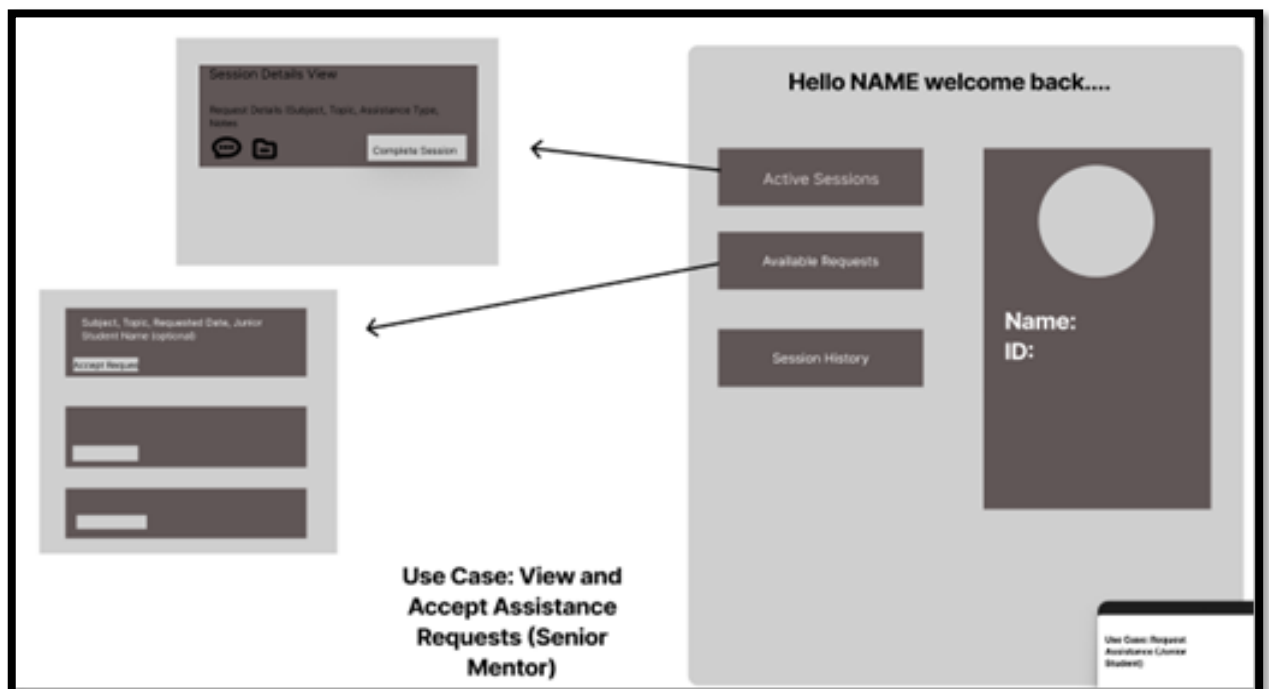 Session Details View
Request Details (Subject, Topic, Assistance Type,
Notes
Complete Session
Subject, Topic, Requested Date, Junior
Student Name (optional)
Accept Reques
Hello NAME welcome back....
Active Sessions
Available Requests
Session History
Name:
ID:
Use Case: View and
Accept Assistance
Requests (Senior
Mentor)
Use Case: Request
Assistance (Junior
Student)